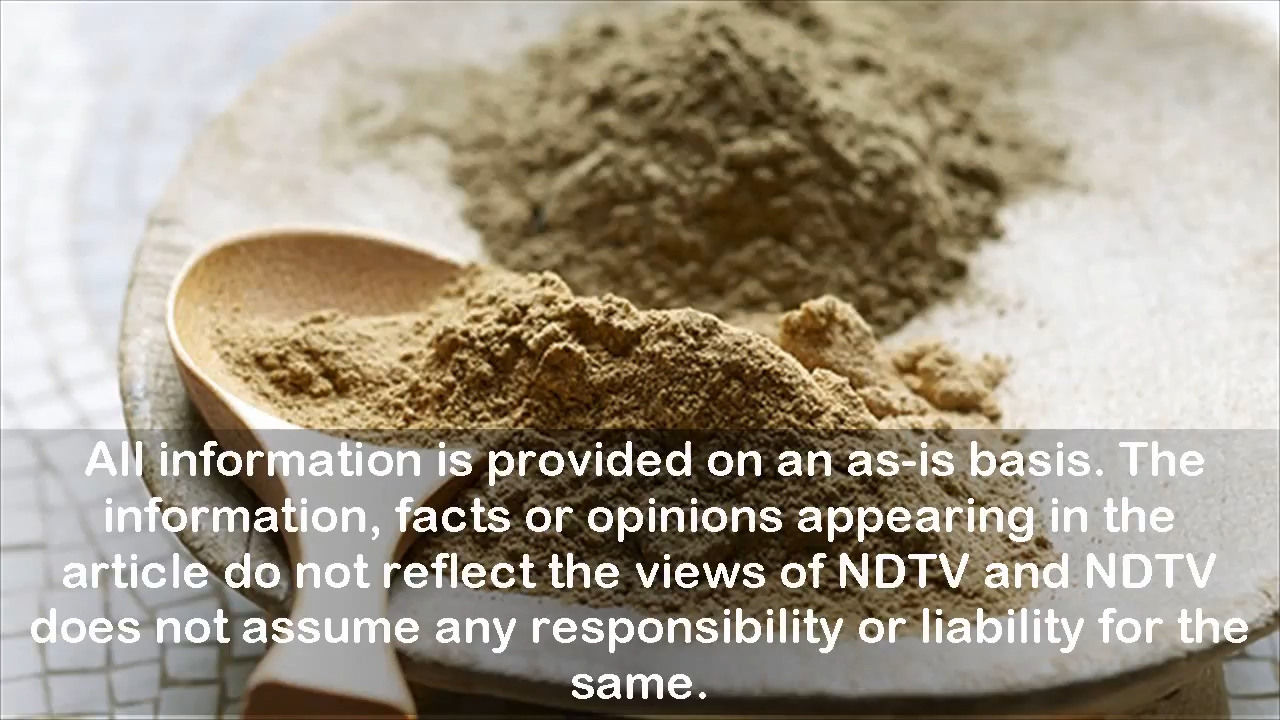 All information is provided on an as-is basis. The
information, facts or opinions appearing in the
article do not reflect the views of NDTV and NDTV
does not assume any responsibility or liability for the
same.